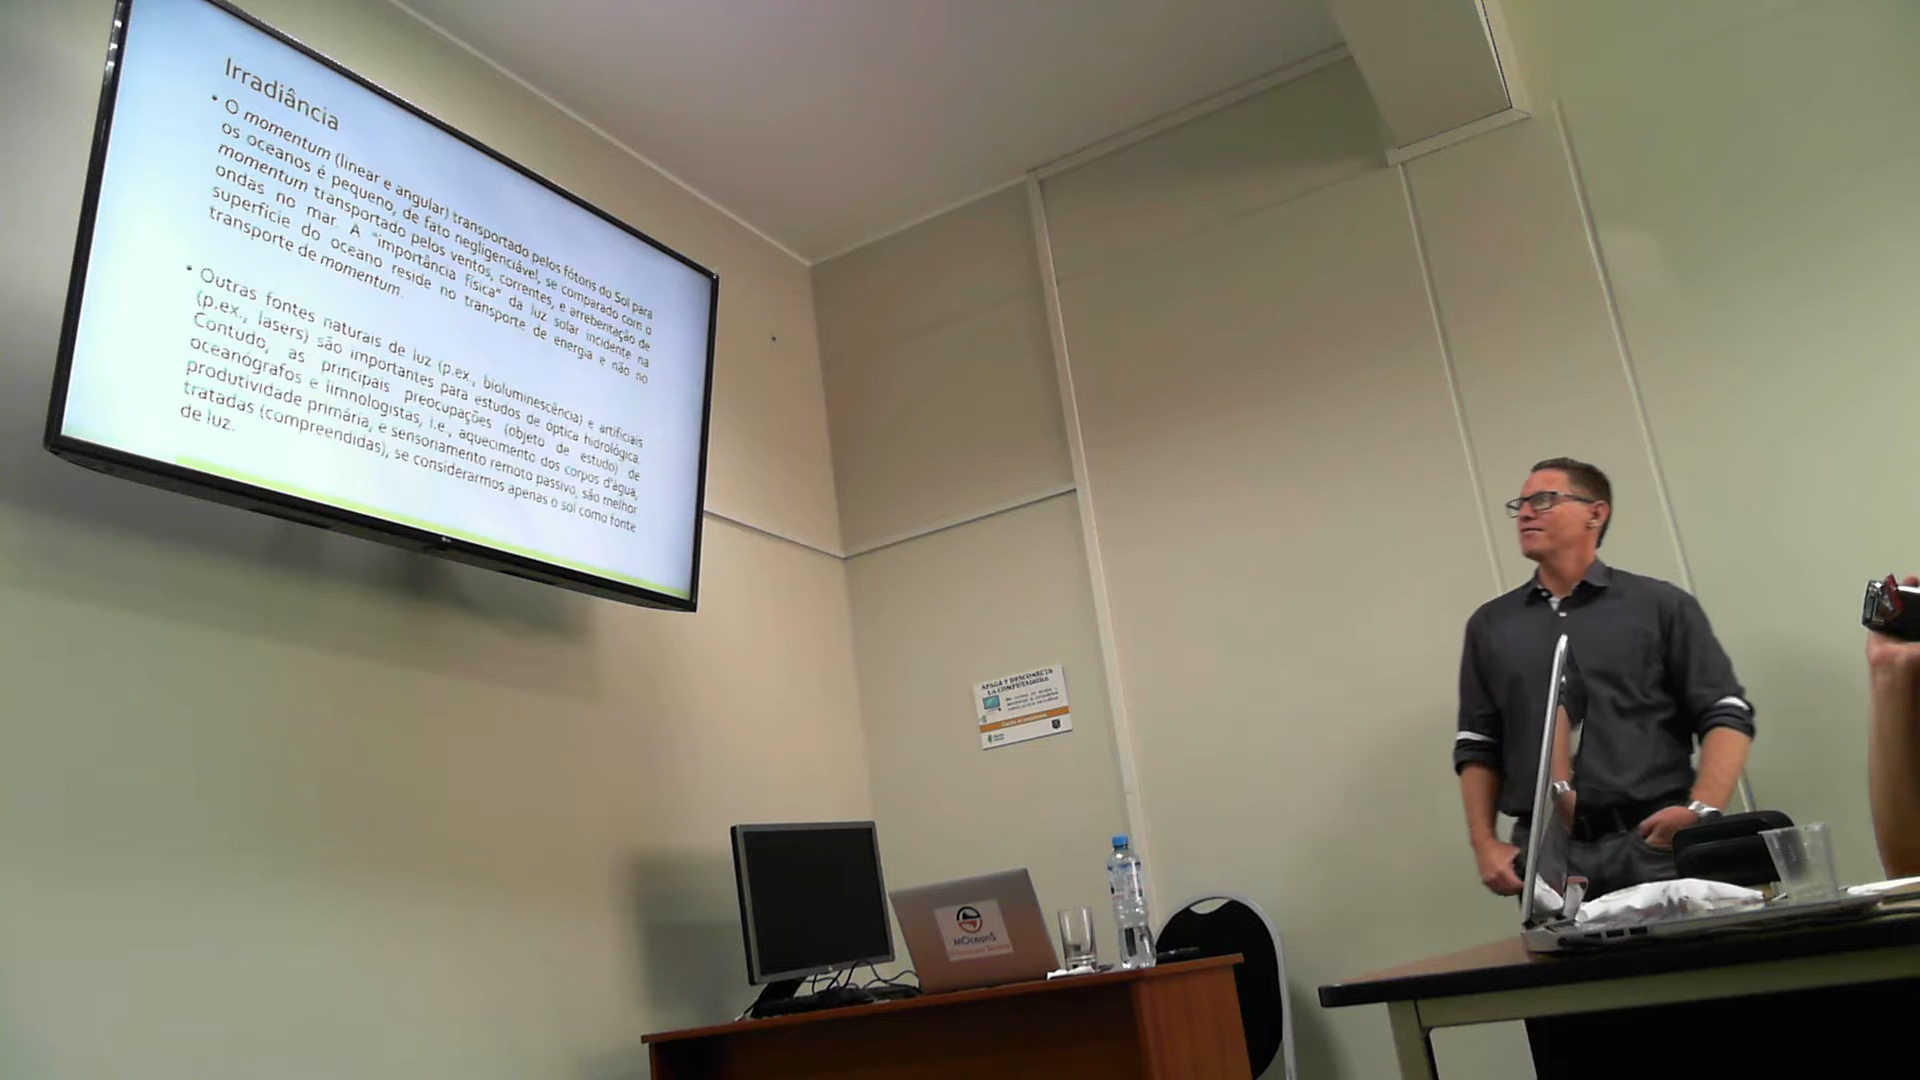 Irradiância
• O momentum (linear e angular) transportado pelos fótons do Sol para
os oceanos é pequeno, de fato negligenciável, se comparado com o
momentum transportado pelos ventos, correntes, e arrebentação de
ondas no mar. A "importância física" da luz solar incidente na
superfície do oceano reside no transporte de energia e não no
transporte de momentum.
• Outras fontes naturais de luz (p.ex., bioluminescência) e artificiais
(p.ex., lasers) são importantes para estudos de óptica hidrológica.
Contudo, as principais preocupações (objeto de estudo) de
oceanógrafos e limnologistas, i.e., aquecimento dos corpos d'água,
produtividade primária, e sensoriamento remoto passivo, são melhor
tratadas (compreendidas), se considerarmos apenas o sol como fonte
de luz.
APAGA Y DESCONECTA
LA COMPUTADORA